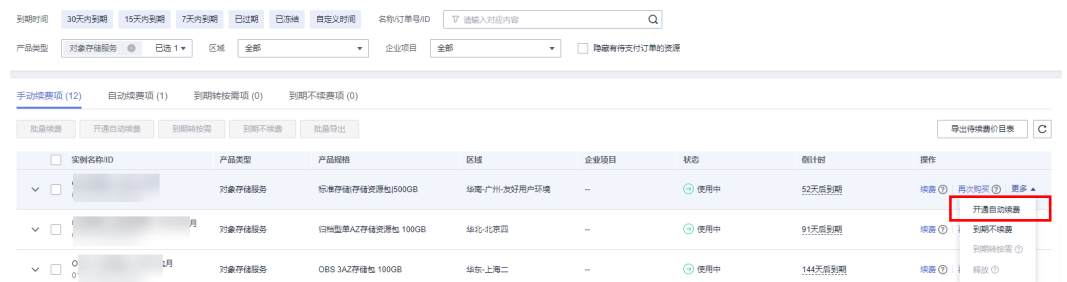 到期时间 30天内到期 15天内到期 7天内到期 已过期 已冻结 自定义时间 名称/订单号/ID 请输入对应内容
产品类型 对象存储服务 已选 1 区域 全部 企业项目 全部 隐藏有待支付订单的资源
手动续费项 (12) 自动续费项 (1) 到期转按需项 (0) 到期不续费项 (0)
批量续费 开通自动续费 到期转按需 到期不续费 批量导出 导出待续费价目表
实例名称/ID 产品类型 产品规格 区域 企业项目 状态 倒计时 操作
对象存储服务 标准存储|存储资源包|500GB 华南-广州-友好用户环境 -- 使用中 52天后到期 续费 再次购买 更多
开通自动续费
月 对象存储服务 归档型单AZ存储资源包 100GB 华北-北京四 -- 使用中 91天后到期 续费 到期不续费
到期转按需
月 对象存储服务 OBS 3AZ存储包 100GB 华东-上海二 -- 使用中 144天后到期 续费 释放